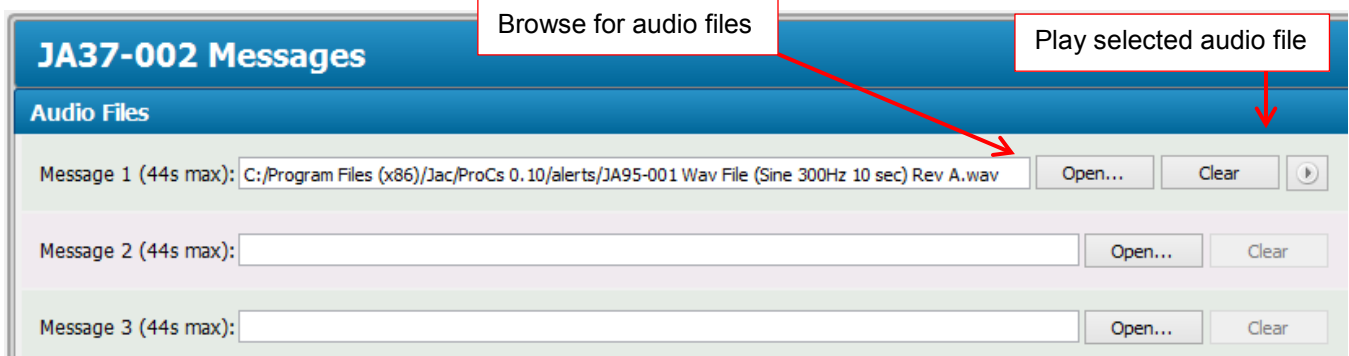 Browse for audio files
Play selected audio file
JA37-002 Messages
Audio Files
Message 1 (44s max): C:/Program Files (x86)/Jac/ProCs 0.10/alerts/JA95-001 Wav File (Sine 300Hz 10 sec) Rev A.wav Open... Clear
Message 2 (44s max): Open... Clear
Message 3 (44s max): Open... Clear